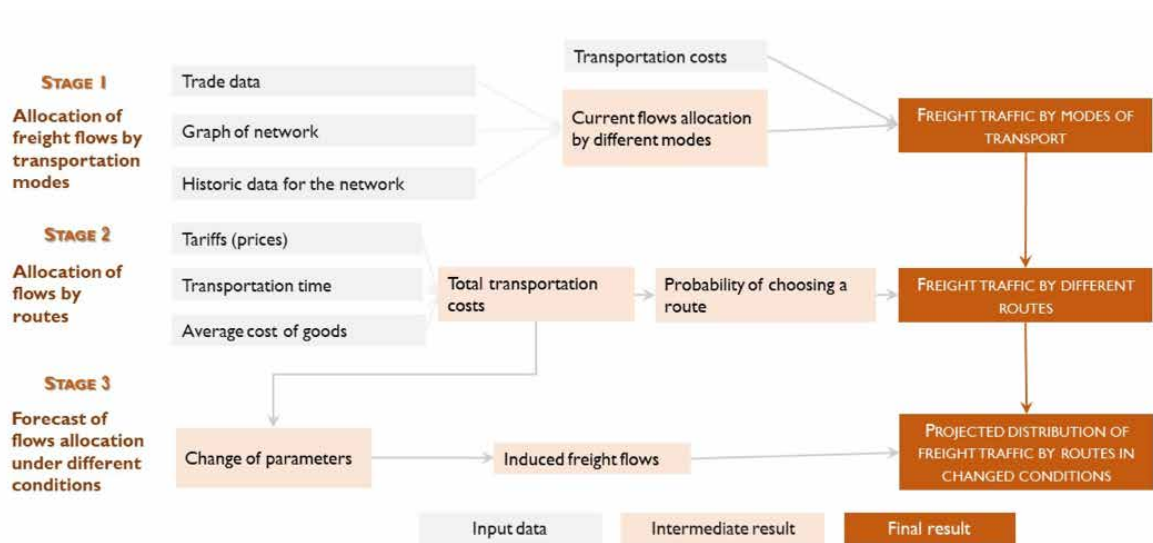 STAGE 1
Allocation of
freight flows by
transportation
modes
Trade data
Graph of network
Historic data for the network
Transportation costs
Current flows allocation
by different modes
FREIGHT TRAFFIC BY MODES OF
TRANSPORT
STAGE 2
Allocation of
flows by
routes
Tariffs (prices)
Transportation time
Average cost of goods
Total transportation
costs
Probability of choosing a
route
FREIGHT TRAFFIC BY DIFFERENT
ROUTES
STAGE 3
Forecast of
flows allocation
under different
conditions
Change of parameters
Induced freight flows
PROJECTED DISTRIBUTION OF
FREIGHT TRAFFIC BY ROUTES IN
CHANGED CONDITIONS
Input data
Intermediate result
Final result